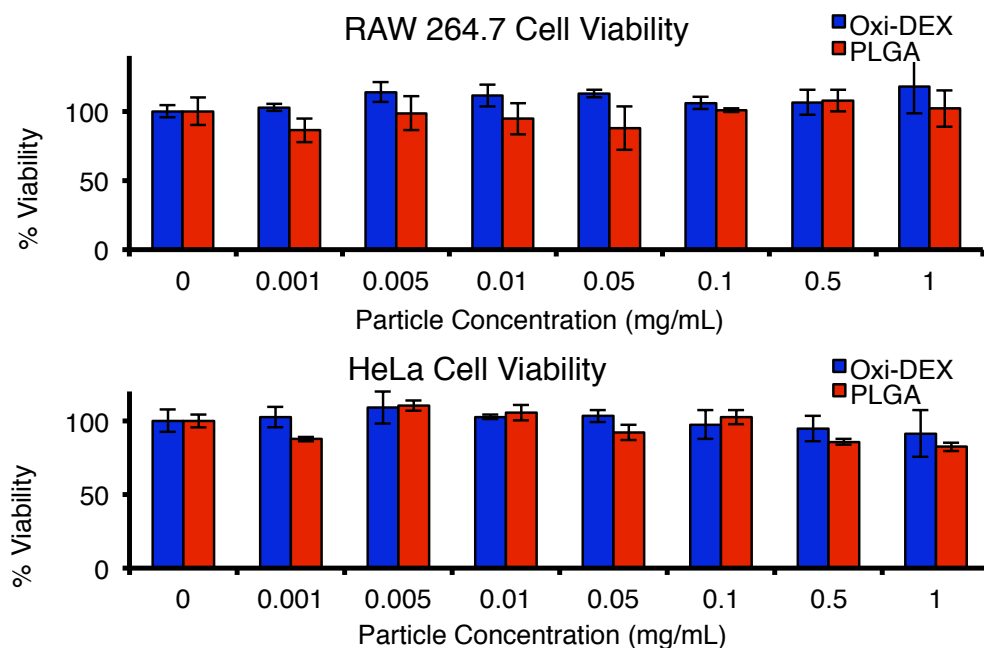 RAW 264.7 Cell Viability
Oxi-DEX
PLGA
% Viability
100
50
0
0 0.001 0.005 0.01 0.05 0.1 0.5 1
Particle Concentration (mg/mL)
HeLa Cell Viability
Oxi-DEX
PLGA
% Viability
100
50
0
0 0.001 0.005 0.01 0.05 0.1 0.5 1
Particle Concentration (mg/mL)